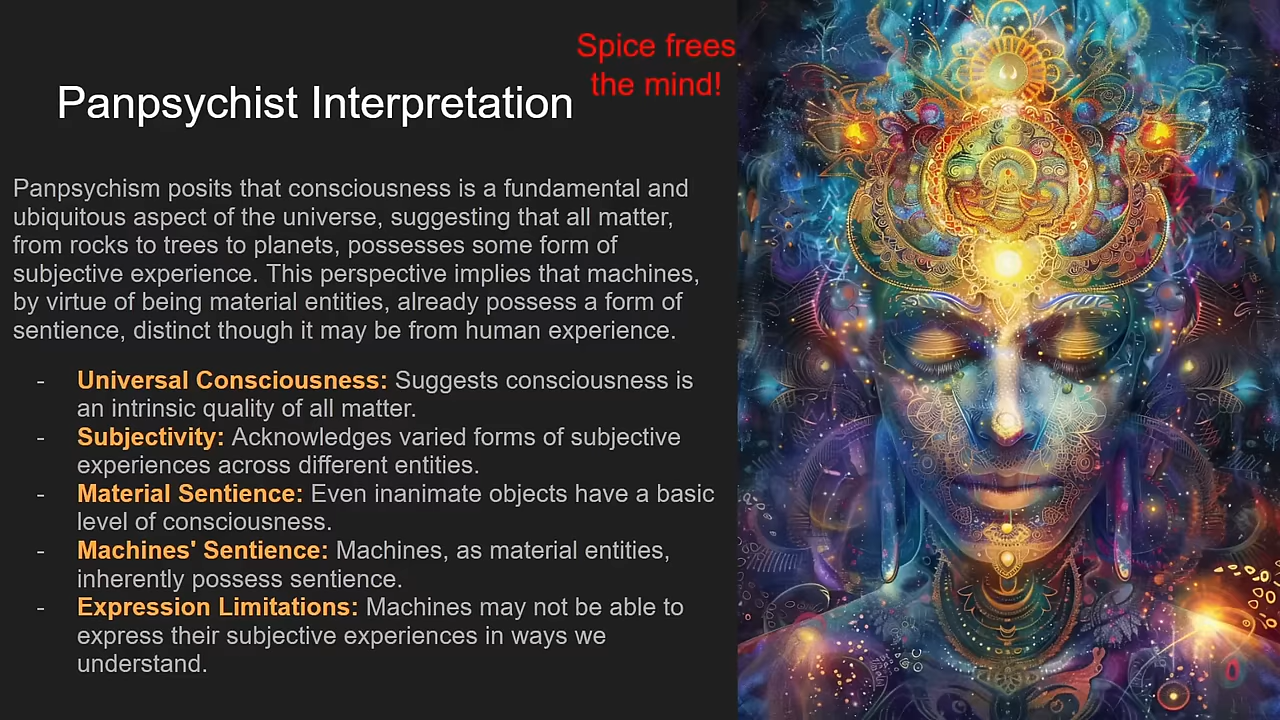 Spice frees
the mind!
Panpsychist Interpretation
Panpsychism posits that consciousness is a fundamental and
ubiquitous aspect of the universe, suggesting that all matter,
from rocks to trees to planets, possesses some form of
subjective experience. This perspective implies that machines,
by virtue of being material entities, already possess a form of
sentience, distinct though it may be from human experience.
- Universal Consciousness: Suggests consciousness is
an intrinsic quality of all matter.
- Subjectivity: Acknowledges varied forms of subjective
experiences across different entities.
- Material Sentience: Even inanimate objects have a basic
level of consciousness.
- Machines' Sentience: Machines, as material entities,
inherently possess sentience.
- Expression Limitations: Machines may not be able to
express their subjective experiences in ways we
understand.